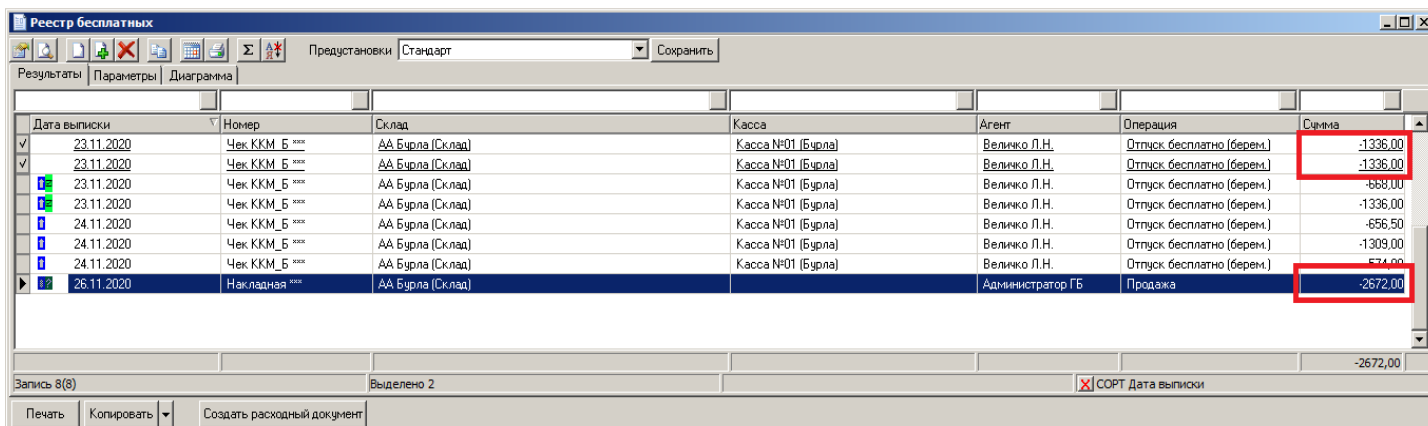 Реестр бесплатных
Предустановки Стандарт Сохранить
Результаты Параметры Диаграмма
Дата выписки Номер Склад Касса Агент Операция Сумма
23.11.2020 Чек ККМ_Б *** АА Бурла (Склад) Касса №01 (Бурла) Величко Л.Н. Отпуск бесплатно (берем.) -1336,00
23.11.2020 Чек ККМ_Б *** АА Бурла (Склад) Касса №01 (Бурла) Величко Л.Н. Отпуск бесплатно (берем.) -1336,00
23.11.2020 Чек ККМ_Б *** АА Бурла (Склад) Касса №01 (Бурла) Величко Л.Н. Отпуск бесплатно (берем.) -668,00
23.11.2020 Чек ККМ_Б *** АА Бурла (Склад) Касса №01 (Бурла) Величко Л.Н. Отпуск бесплатно (берем.) -1336,00
24.11.2020 Чек ККМ_Б *** АА Бурла (Склад) Касса №01 (Бурла) Величко Л.Н. Отпуск бесплатно (берем.) -656,50
24.11.2020 Чек ККМ_Б *** АА Бурла (Склад) Касса №01 (Бурла) Величко Л.Н. Отпуск бесплатно (берем.) -1309,00
24.11.2020 Чек ККМ_Б *** АА Бурла (Склад) Касса №01 (Бурла) Величко Л.Н. Отпуск бесплатно (берем.) -574,00
26.11.2020 Накладная *** АА Бурла (Склад) Администратор ГБ Продажа -2672,00
-2672,00
Запись 8(8) Выделено 2 СОРТ Дата выписки
Печать Копировать Создать расходный документ